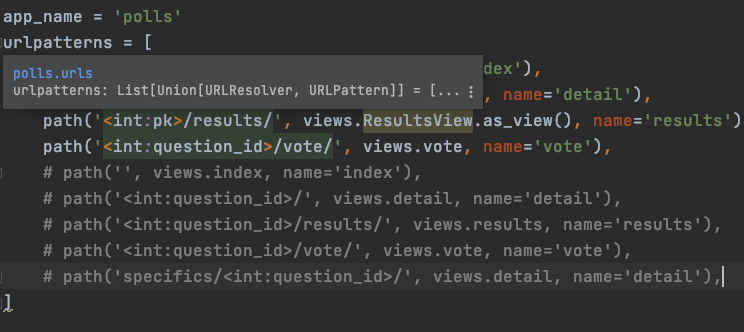 app_name = 'polls'
urlpatterns = [
polls.urls
urlpatterns: List[Union[URLResolver, URLPattern]] = [...
dex'),
, name='detail'),
path('<int:pk>/results/', views.ResultsView.as_view(), name='results')
path('<int:question_id>/vote/', views.vote, name='vote'),
# path('', views.index, name='index'),
# path('<int:question_id>/', views.detail, name='detail'),
# path('<int:question_id>/results/', views.results, name='results'),
# path('<int:question_id>/vote/', views.vote, name='vote'),
# path('specifics/<int:question_id>/', views.detail, name='detail'),
]